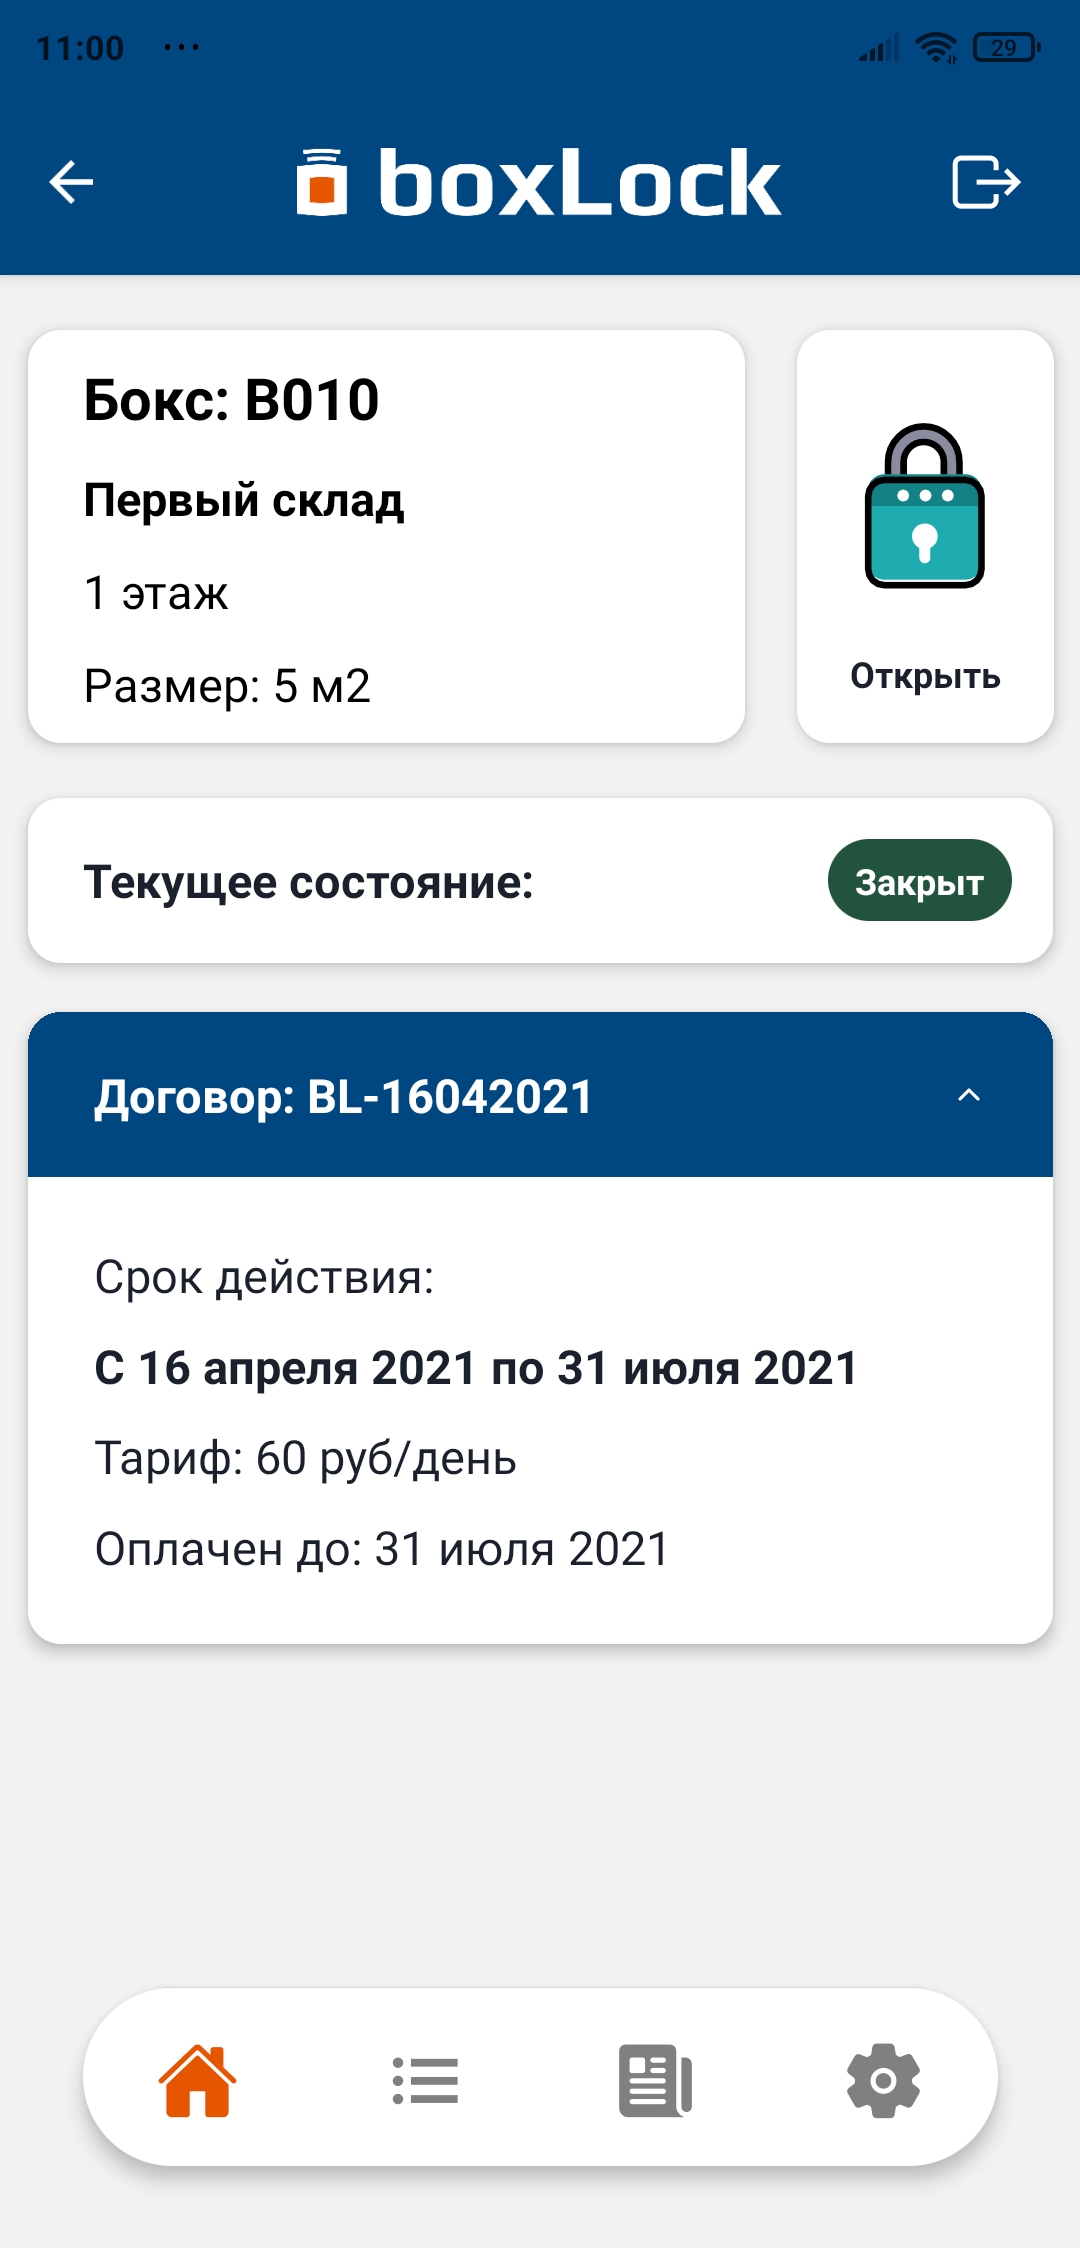 11:00 ...
29
boxLock
Бокс: B010
Первый склад
1 этаж
Размер: 5 м2
Открыть
Текущее состояние:
Закрыт
Договор: BL-16042021
Срок действия:
С 16 апреля 2021 по 31 июля 2021
Тариф: 60 руб/день
Оплачен до: 31 июля 2021